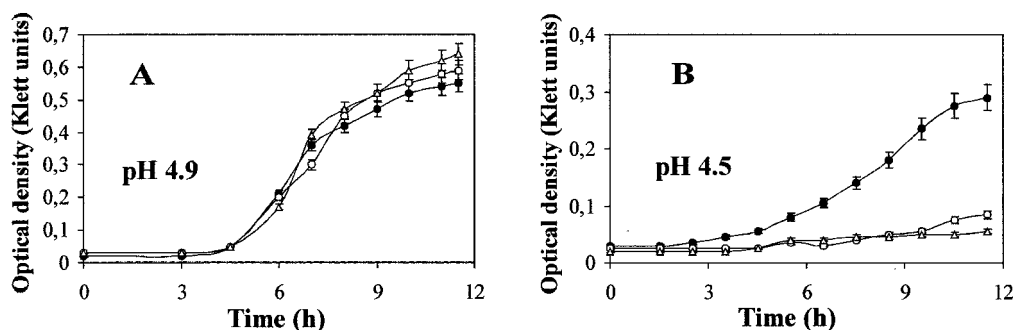 Optical density (Klett units)
0,7
0,6
0,5
0,4
0,3
0,2
0,1
0
A
pH 4.9
0
3
6
9
12
Time (h)
Optical density (Klett units)
0,4
0,3
0,2
0,1
0
B
pH 4.5
0
3
6
9
12
Time (h)